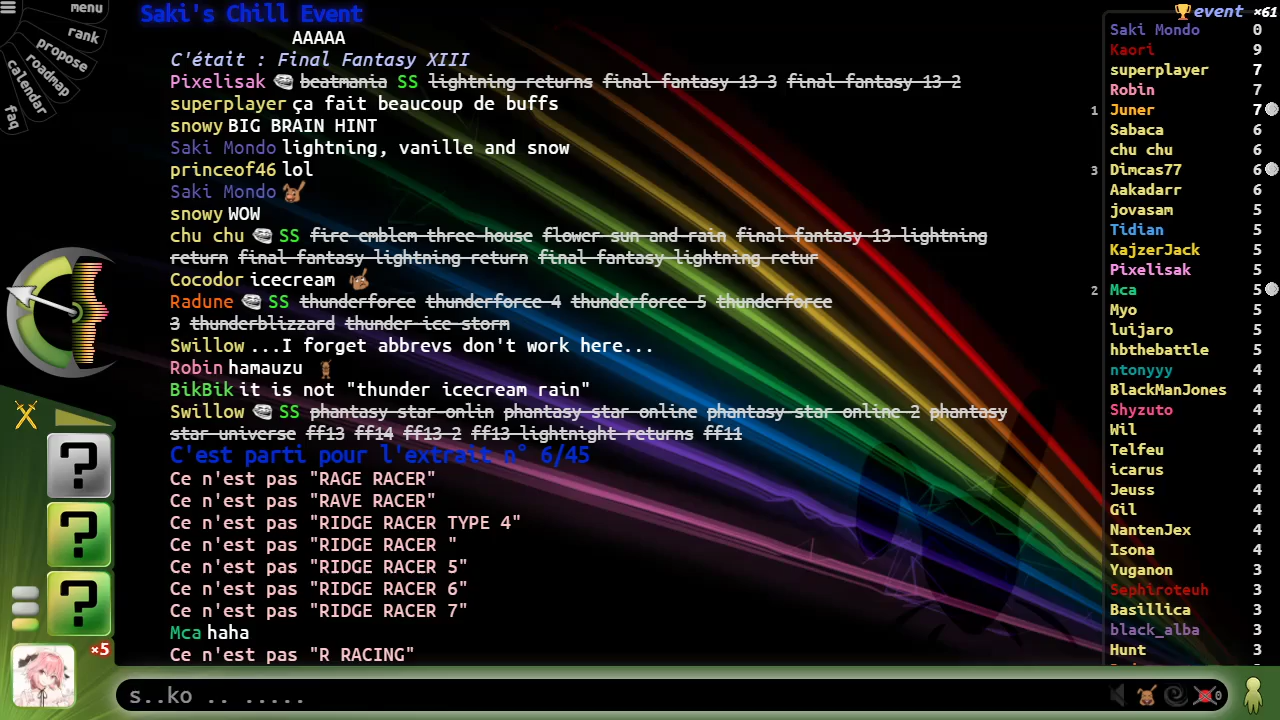 menu
rank
propose
roadmap
calendar
faq
Saki's Chill Event
AAAAA
C'était : Final Fantasy XIII
Pixelisak beatmania SS lightning returns final fantasy 13 3 final fantasy 13 2
superplayer ça fait beaucoup de buffs
snowy BIG BRAIN HINT
Saki Mondo lightning, vanille and snow
princeof46 lol
Saki Mondo
snowy WOW
chu chu SS fire emblem three house flower sun and rain final fantasy 13 lightning
return final fantasy lightning return final fantasy lightning retur
Cocodor icecream
Radune SS thunderforce thunderforce 4 thunderforce 5 thunderforce
3 thunderblizzard thunder ice storm
Swillow ...I forget abbrevs don't work here...
Robin hamauzu
BikBik it is not "thunder icecream rain"
Swillow SS phantasy star onlin phantasy star online phantasy star online 2 phantasy
star universe ff13 ff14 ff13-2 ff13 lightnight returns ff11
C'est parti pour l'extrait n° 6/45
Ce n'est pas "RAGE RACER"
Ce n'est pas "RAVE RACER"
Ce n'est pas "RIDGE RACER TYPE 4"
Ce n'est pas "RIDGE RACER "
Ce n'est pas "RIDGE RACER 5"
Ce n'est pas "RIDGE RACER 6"
Ce n'est pas "RIDGE RACER 7"
Mca haha
Ce n'est pas "R RACING"
s..ko .. .....
×5
0
event ×61
Saki Mondo 0
Kaori 9
superplayer 7
Robin 7
1 Juner 7
Sabaca 6
chu chu 6
3 Dimcas77 6
Aakadarr 6
jovasam 5
Tidian 5
KajzerJack 5
Pixelisak 5
2 Mca 5
Myo 5
luijaro 5
hbthebattle 5
ntonyyy 4
BlackManJones 4
Shyzuto 4
Wil 4
Telfeu 4
icarus 4
Jeuss 4
Gil 4
NantenJex 4
Isona 4
Yuganon 3
Sephiroteuh 3
Basillica 3
black_alba 3
Hunt 3